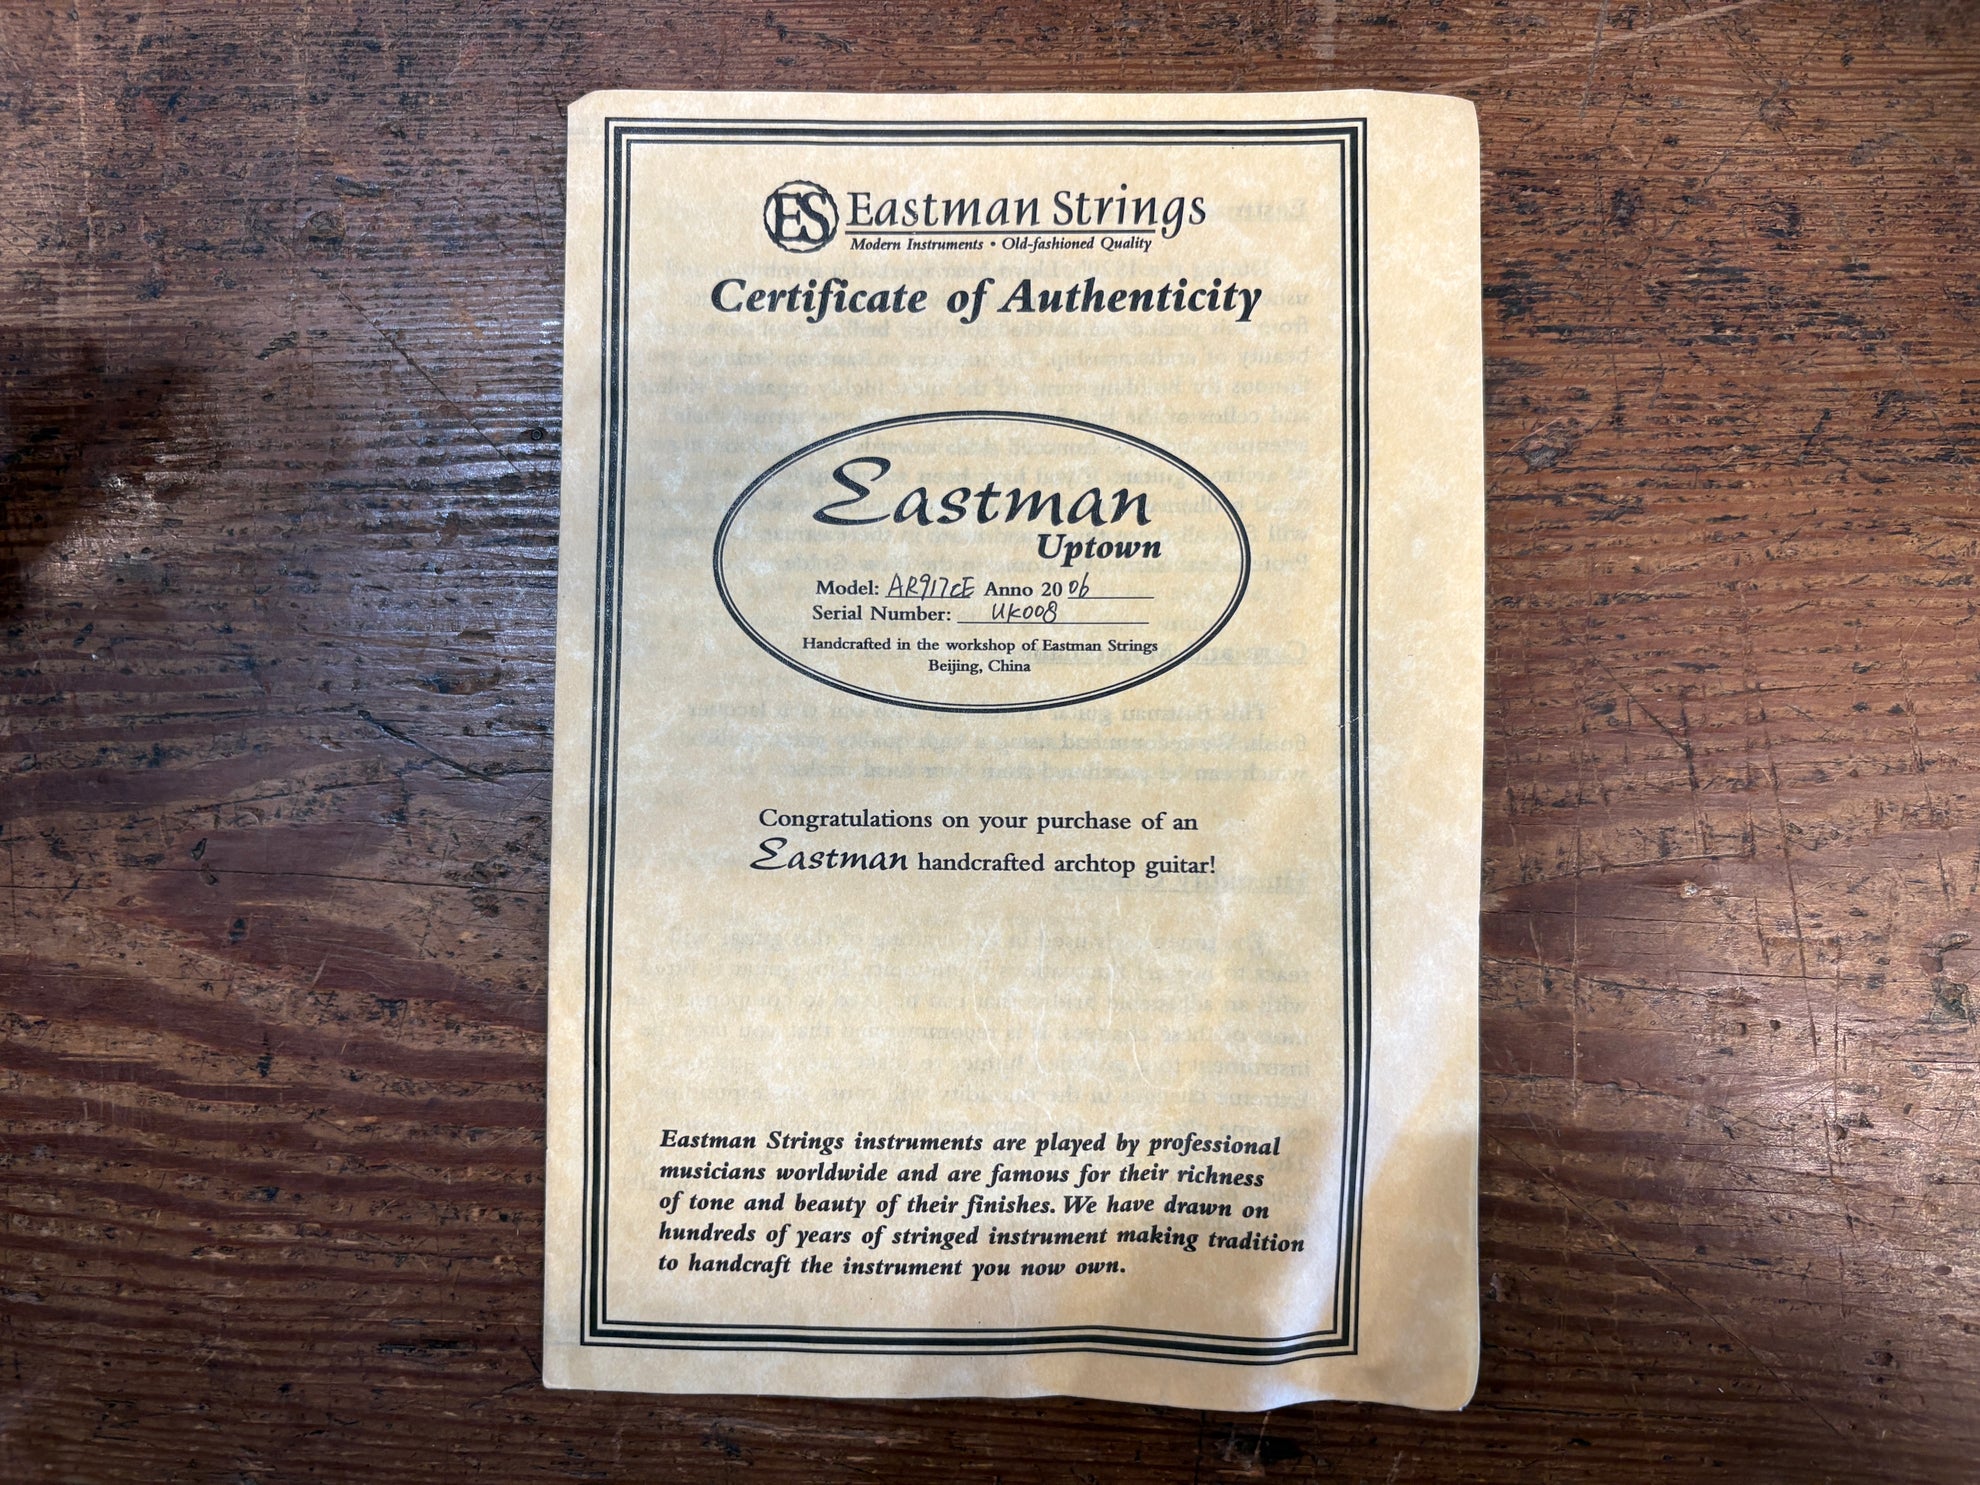 ES Eastman Strings
Modern Instruments • Old-fashioned Quality
Certificate of Authenticity
Eastman
Uptown
Model: AR917CE Anno 2006
Serial Number: UK008
Handcrafted in the workshop of Eastman Strings
Beijing, China
Congratulations on your purchase of an
Eastman handcrafted archtop guitar!
Eastman Strings instruments are played by professional
musicians worldwide and are famous for their richness
of tone and beauty of their finishes. We have drawn on
hundreds of years of stringed instrument making tradition
to handcraft the instrument you now own.